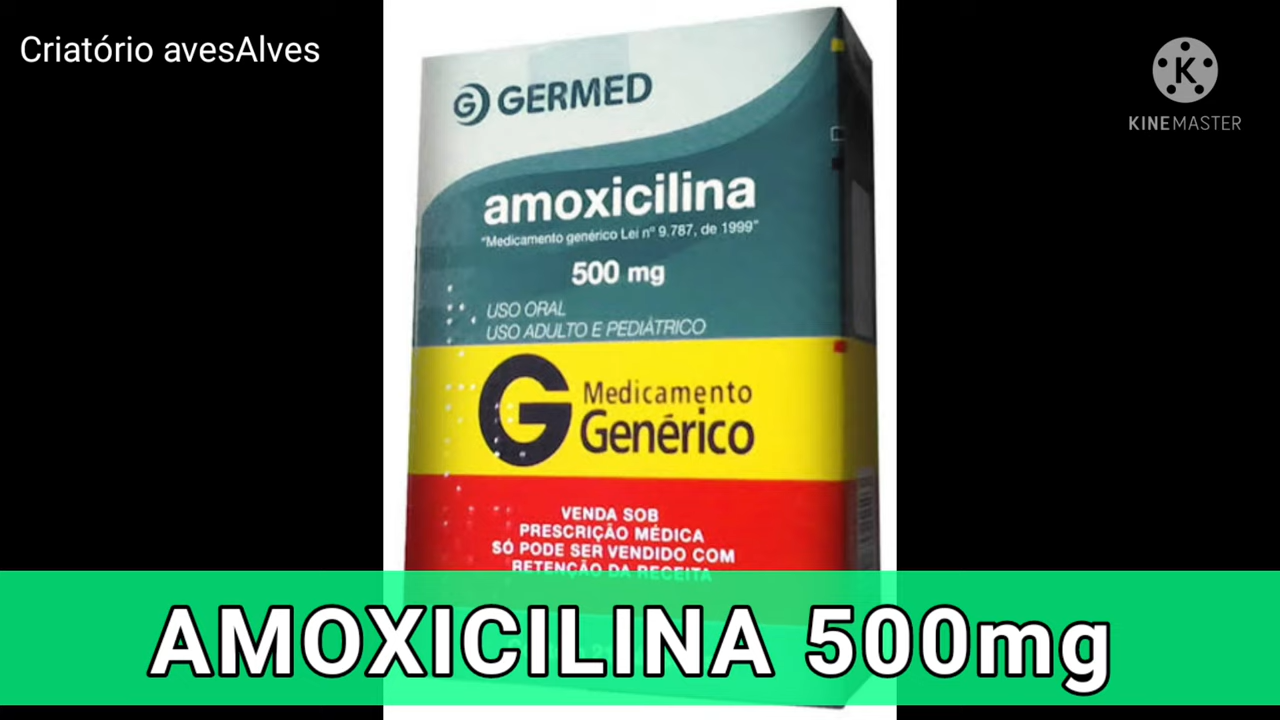 Criatório avesAlves
K
KINEMASTER
G GERMED
amoxicilina
"Medicamento genérico Lei nº 9.787, de 1999"
500 mg
USO ORAL
USO ADULTO E PEDIÁTRICO
G Medicamento
Genérico
VENDA SOB
PRESCRIÇÃO MÉDICA
SÓ PODE SER VENDIDO COM
RETENÇÃO DA RECEITA
AMOXICILINA 500mg